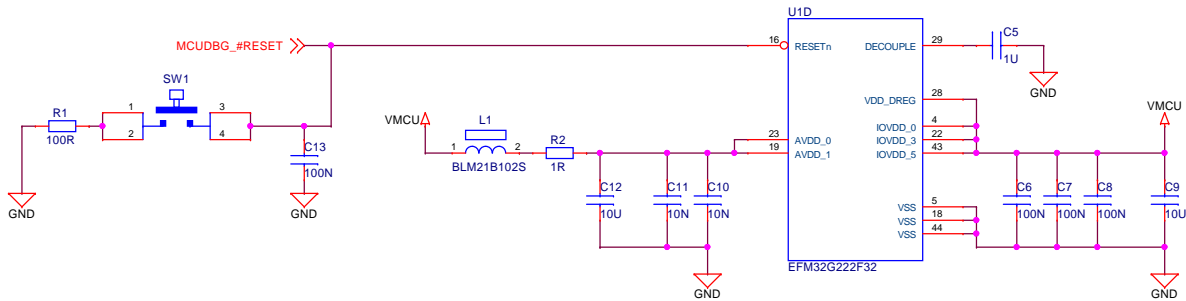 U1D
MCUDBG_#RESET
16
RESETn
DECOUPLE
29
C5
1U
GND
SW1
R1
100R
1
2
3
4
C13
100N
GND
GND
VMCU
L1
1
2
BLM21B102S
R2
1R
23
19
AVDD_0
AVDD_1
C12
10U
C11
10N
C10
10N
GND
VDD_DREG
28
IOVDD_0
4
IOVDD_3
22
IOVDD_5
43
VSS
5
VSS
18
VSS
44
EFM32G222F32
VMCU
C6
100N
C7
100N
C8
100N
C9
10U
GND